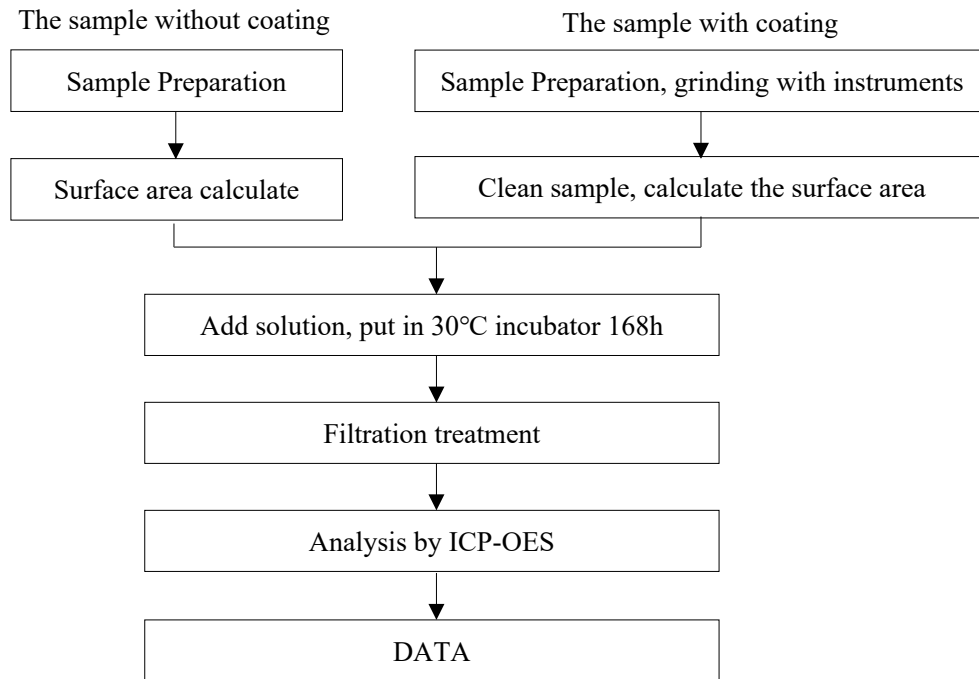 The sample without coating
The sample with coating
Sample Preparation
Sample Preparation, grinding with instruments
Surface area calculate
Clean sample, calculate the surface area
Add solution, put in 30℃ incubator 168h
Filtration treatment
Analysis by ICP-OES
DATA